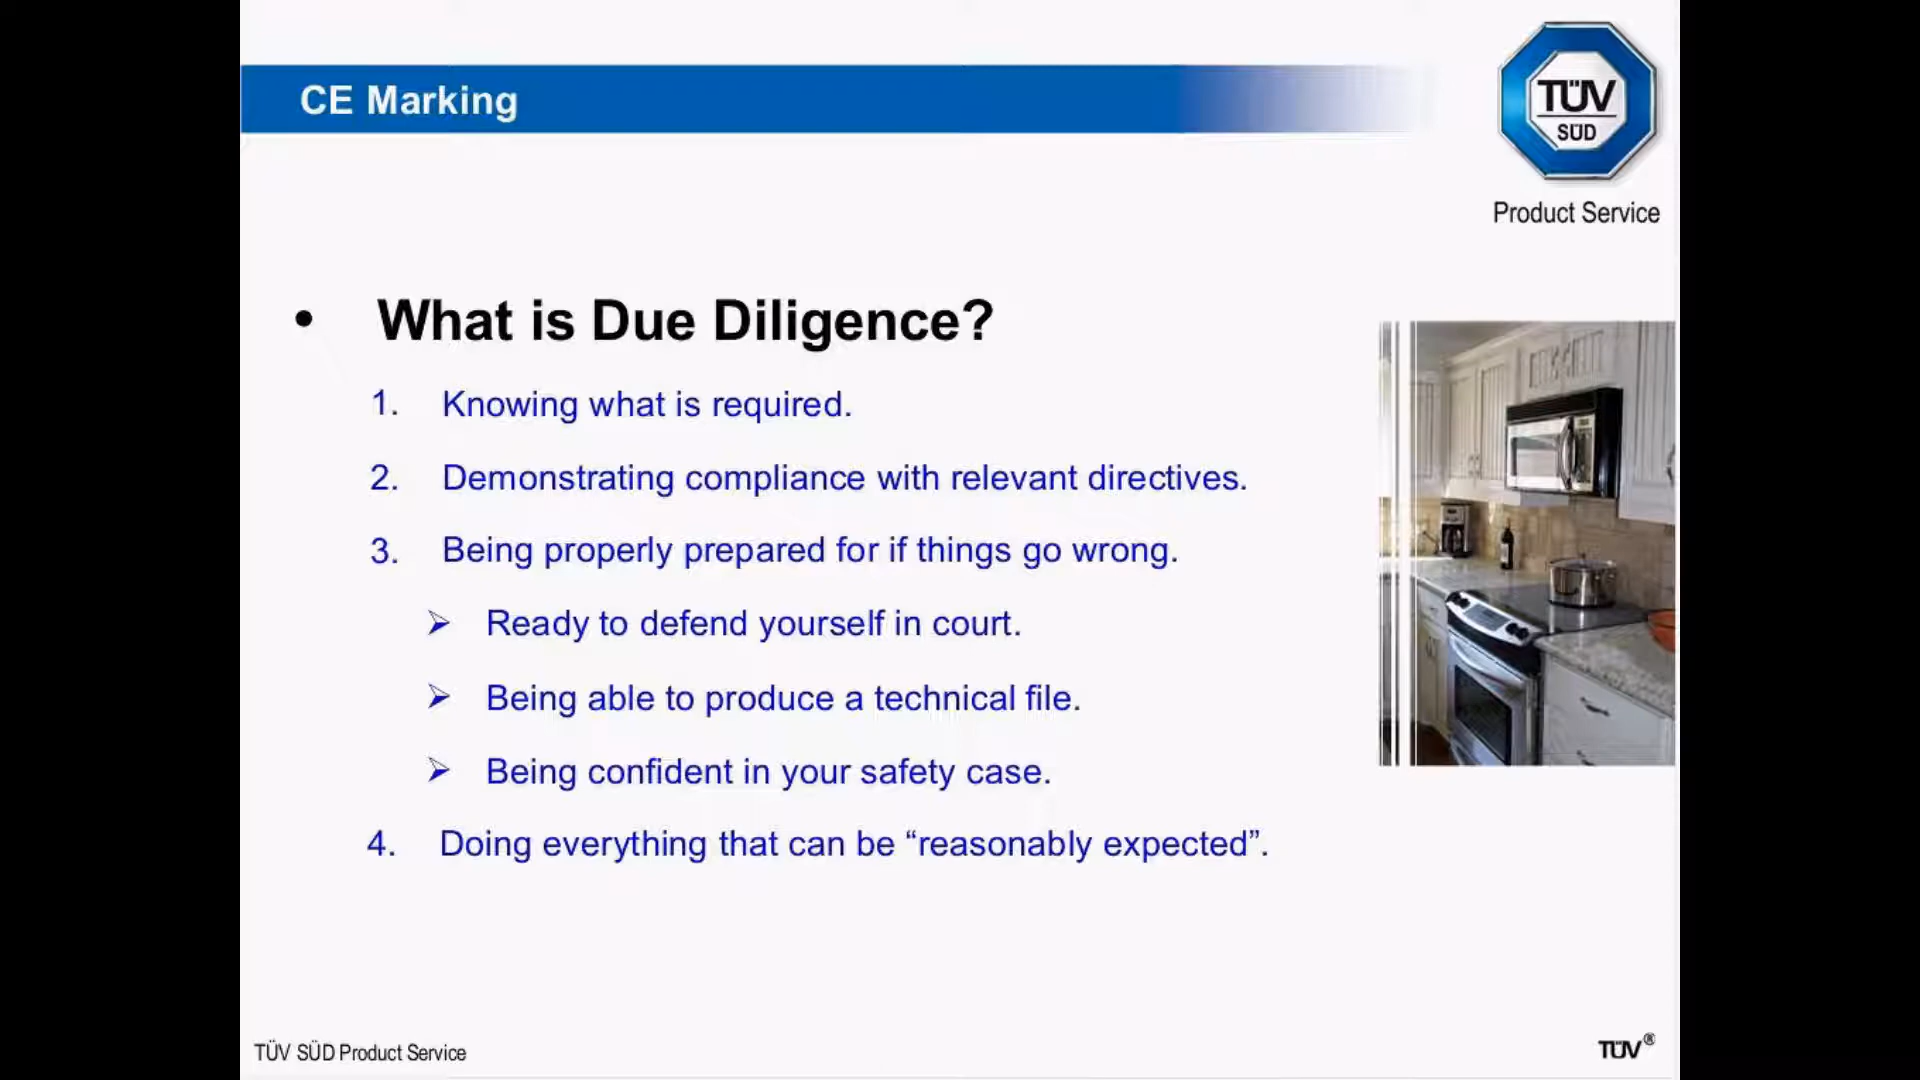 CE Marking
TÜV
SÜD
Product Service
• What is Due Diligence?
1. Knowing what is required.
2. Demonstrating compliance with relevant directives.
3. Being properly prepared for if things go wrong.
➢ Ready to defend yourself in court.
➢ Being able to produce a technical file.
➢ Being confident in your safety case.
4. Doing everything that can be “reasonably expected”.
TÜV SÜD Product Service
TÜV®